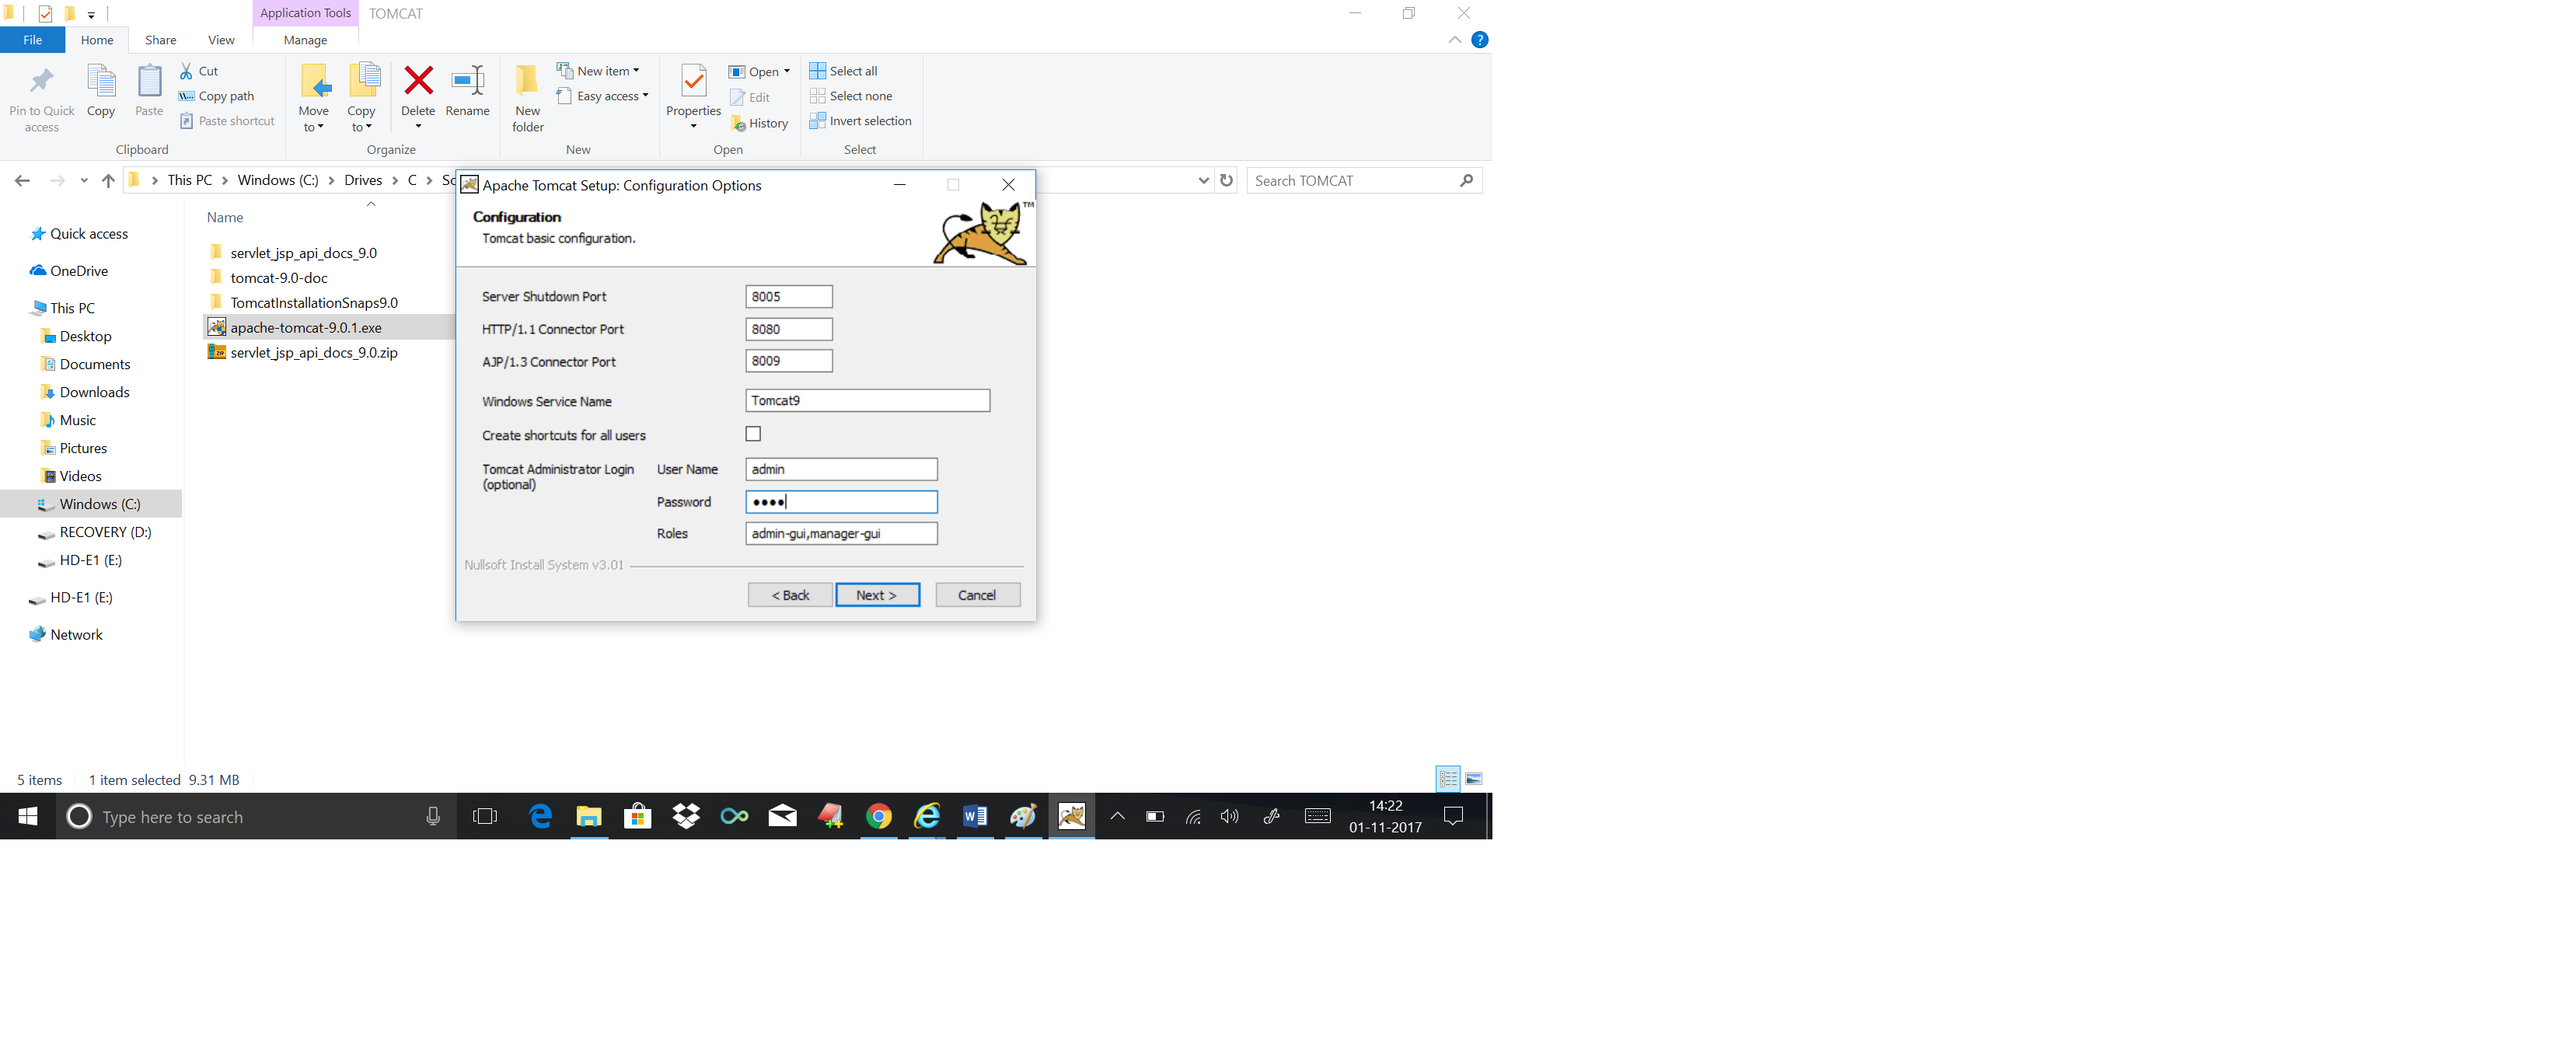 Application Tools TOMCAT
File Home Share View Manage
Pin to Quick access
Copy
Paste
Cut
Copy path
Paste shortcut
Clipboard
Move to
Copy to
Delete
Rename
Organize
New folder
New item
Easy access
New
Properties
Open
Edit
History
Open
Select all
Select none
Invert selection
Select
This PC Windows (C:) Drives C Sc
Search TOMCAT
Name
Quick access
OneDrive
This PC
Desktop
Documents
Downloads
Music
Pictures
Videos
Windows (C:)
RECOVERY (D:)
HD-E1 (E:)
HD-E1 (E:)
Network
servlet_jsp_api_docs_9.0
tomcat-9.0-doc
TomcatInstallationSnaps9.0
apache-tomcat-9.0.1.exe
servlet_jsp_api_docs_9.0.zip
Apache Tomcat Setup: Configuration Options
Configuration
Tomcat basic configuration.
TM
Server Shutdown Port 8005
HTTP/1.1 Connector Port 8080
AJP/1.3 Connector Port 8009
Windows Service Name Tomcat9
Create shortcuts for all users
Tomcat Administrator Login
(optional)
User Name admin
Password ●●●●
Roles admin-gui,manager-gui
Nullsoft Install System v3.01
< Back Next > Cancel
5 items 1 item selected 9.31 MB
Type here to search
14:22
01-11-2017